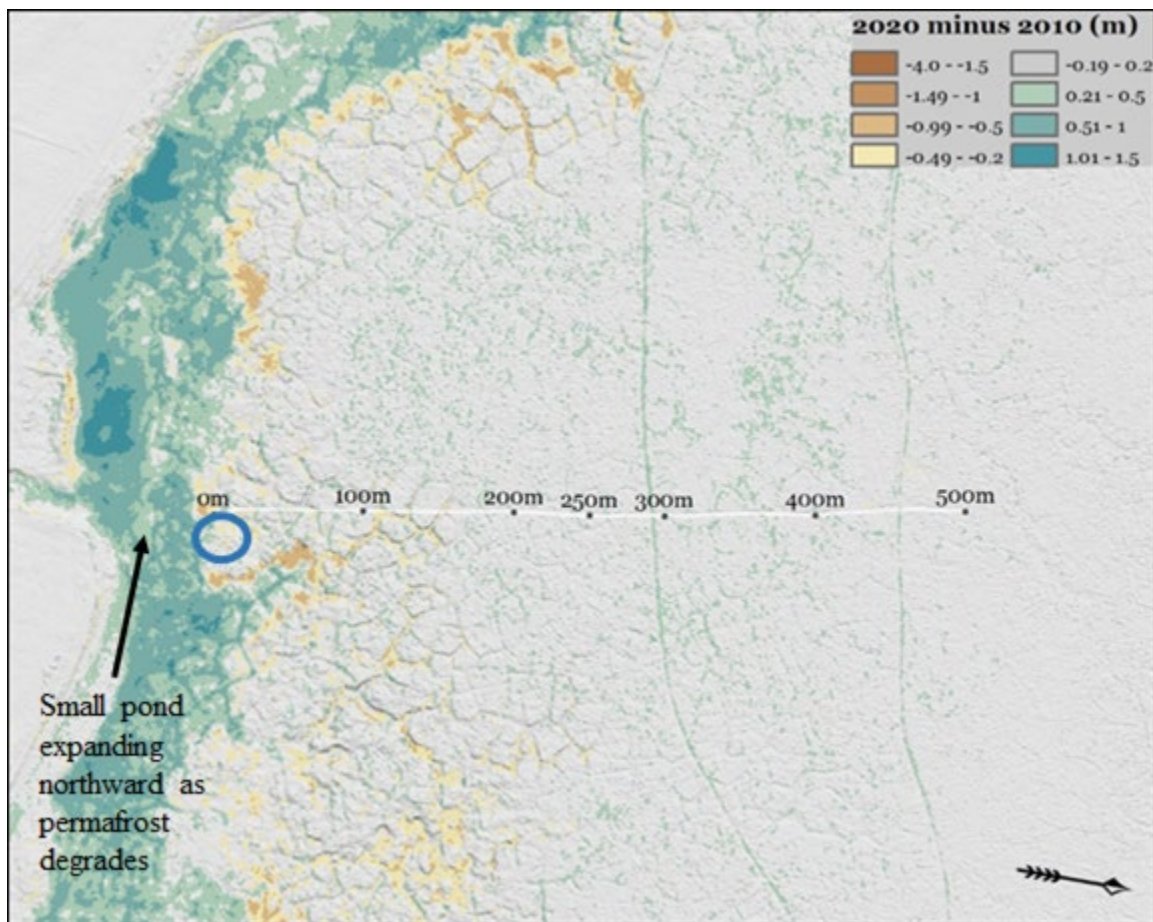 2020 minus 2010 (m)
-4.0 - -1.5
-0.19 - 0.2
-1.49 - -1
0.21 - 0.5
-0.99 - -0.5
0.51 - 1
-0.49 - -0.2
1.01 - 1.5
0m
100m
200m
250m
300m
400m
500m
Small pond
expanding
northward as
permafrost
degrades